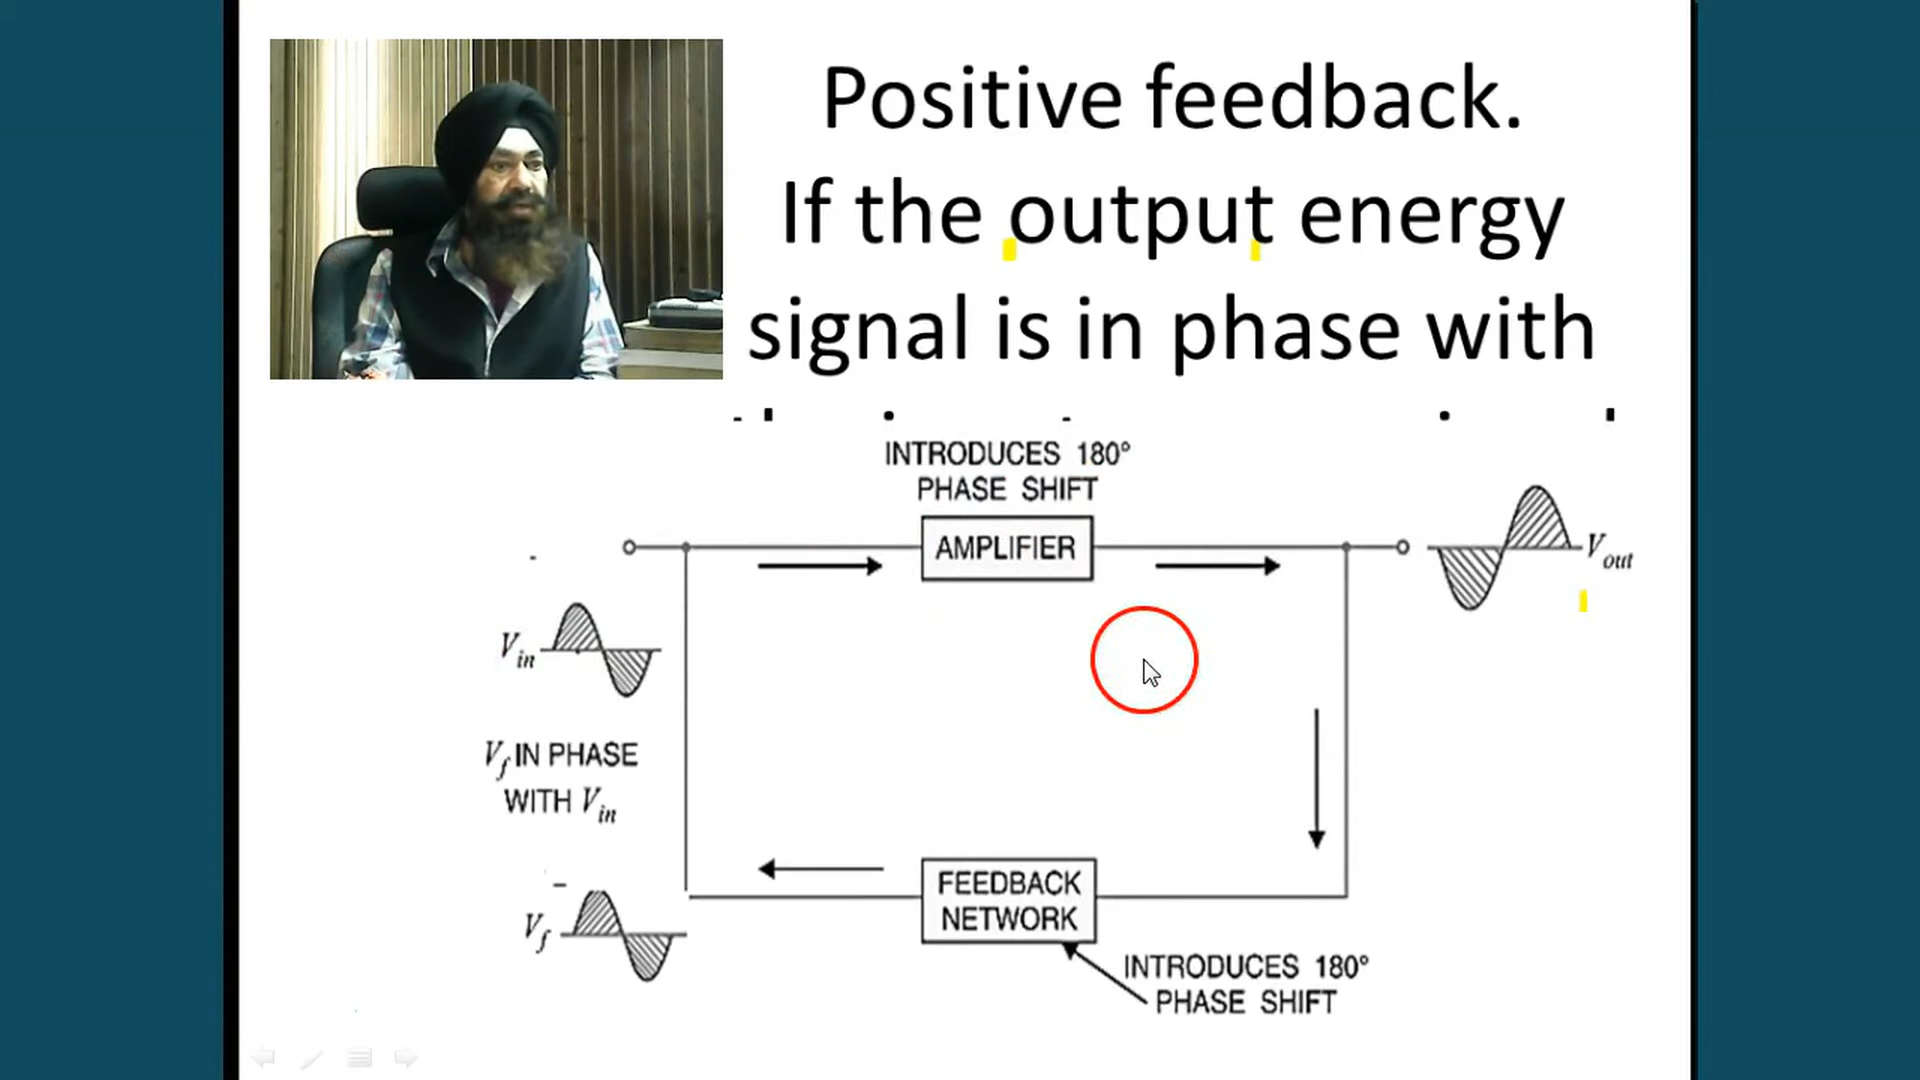 Positive feedback.
If the output energy
signal is in phase with
INTRODUCES 180°
PHASE SHIFT
AMPLIFIER
V out
V in
V f IN PHASE
WITH V in
FEEDBACK
NETWORK
V f
INTRODUCES 180°
PHASE SHIFT